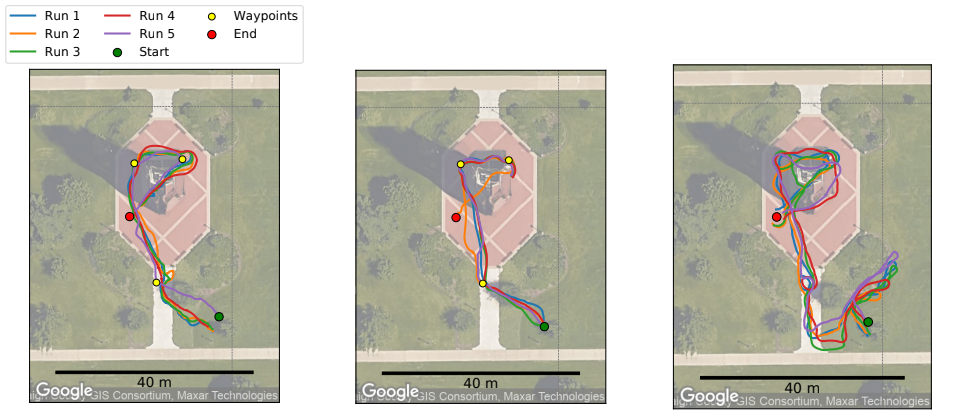 Run 1
Run 2
Run 3
Run 4
Run 5
Start
Waypoints
End
40 m
Google
GIS Consortium, Maxar Technologies
40 m
Google
GIS Consortium, Maxar Technologies
40 m
Google
GIS Consortium, Maxar Technologies